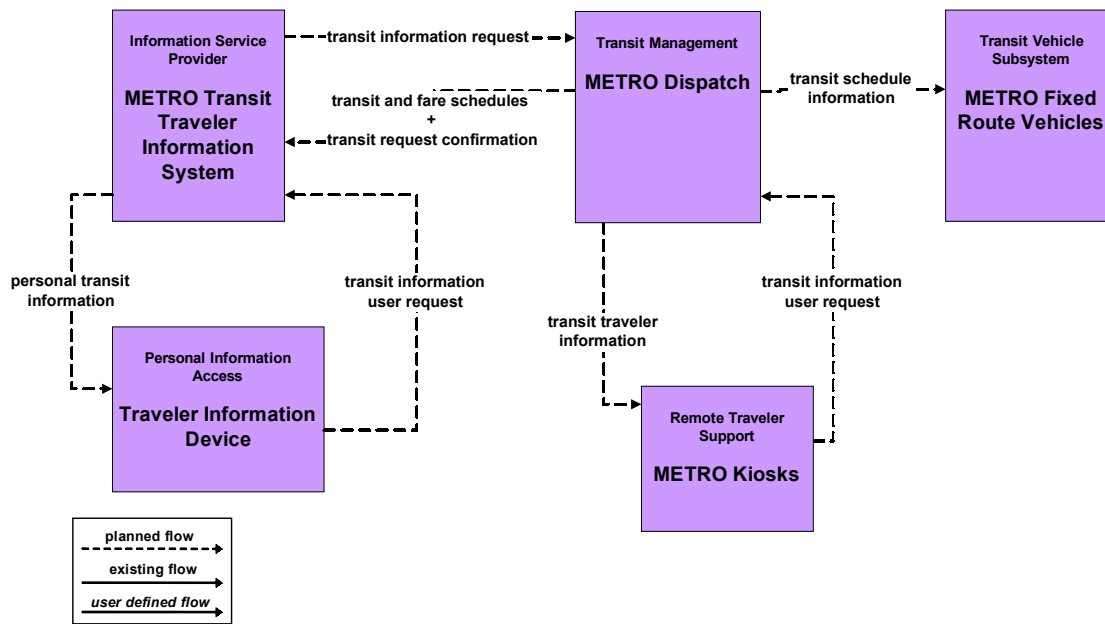 Information Service
Provider
METRO Transit
Traveler
Information
System
transit information request
transit and fare schedules
+
transit request confirmation
Transit Management
METRO Dispatch
transit schedule
information
Transit Vehicle
Subsystem
METRO Fixed
Route Vehicles
personal transit
information
transit information
user request
transit traveler
information
transit information
user request
Personal Information
Access
Traveler Information
Device
Remote Traveler
Support
METRO Kiosks
planned flow
existing flow
user defined flow